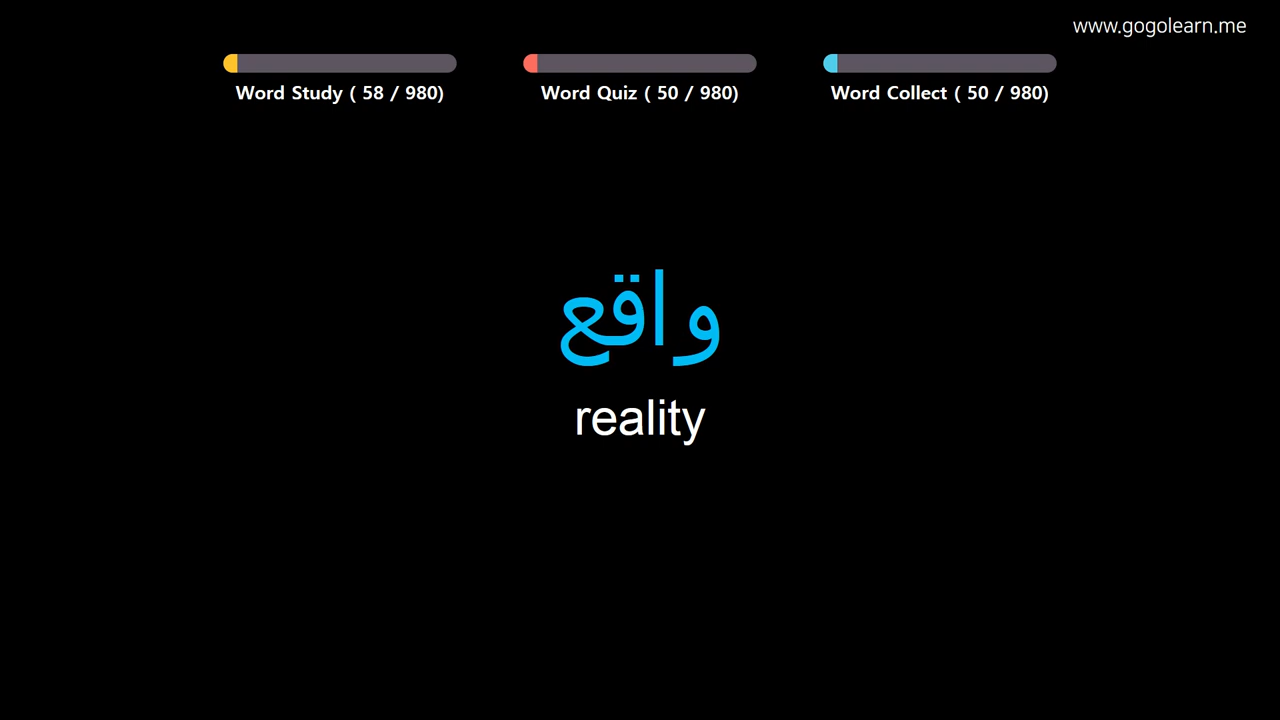 www.gogolearn.me
Word Study ( 58 / 980)
Word Quiz ( 50 / 980)
Word Collect ( 50 / 980)
واقع
reality